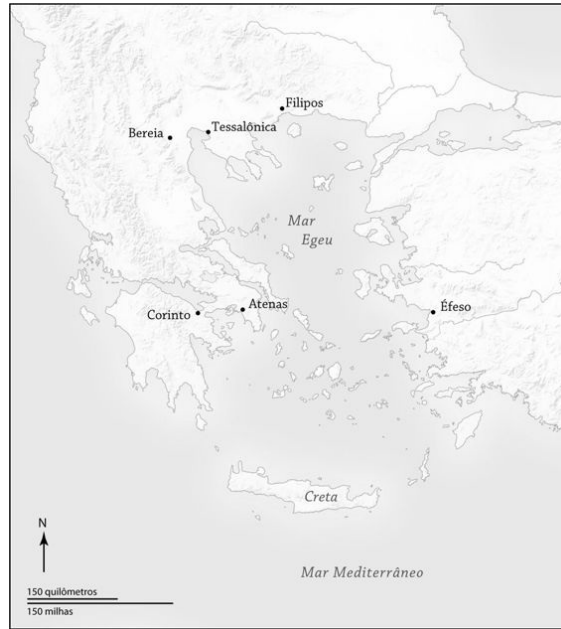 Filipos
Tessalônica
Bereia
Mar
Egeu
Atenas
Corinto
Éfeso
Creta
N
Mar Mediterrâneo
150 quilômetros
150 milhas